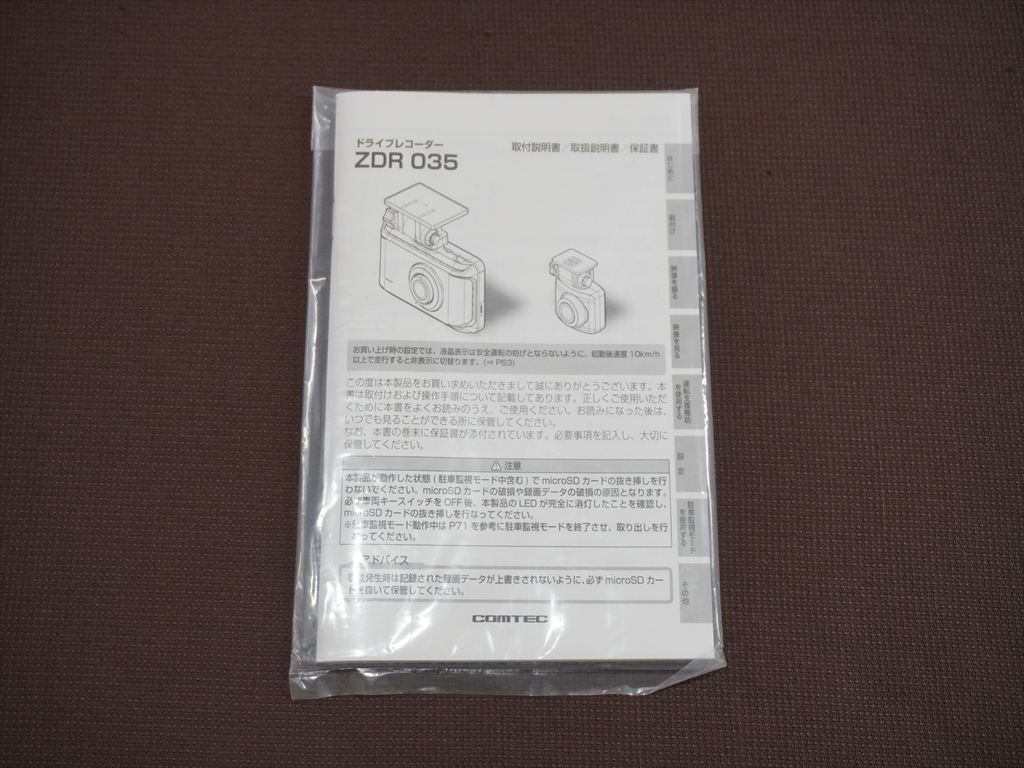 ドライブレコーダー
ZDR 035
取付説明書／取扱説明書／保証書
はじめに
取付け
映像を撮る
映像を見る
運転支援機能
を使用する
設 定
駐車監視モード
を使用する
その他
お買い上げ時の設定では、液晶表示は安全運転の妨げとならないように、起動後速度 10km/h
以上で走行すると非表示に切替ります。(⇒ P63)
この度は本製品をお買い求めいただきまして誠にありがとうございます。本
書は取付けおよび操作手順について記載してあります。正しくご使用いただ
くために本書をよくお読みのうえ、ご使用ください。お読みになった後は、
いつでも見ることができる所に保管してください。
なお、本書の巻末に保証書が添付されています。必要事項を記入し、大切に
保管してください。
注意
本製品が動作した状態 ( 駐車監視モード中含む ) で microSD カードの抜き挿しを行
わないでください。microSD カードの破損や録画データの破損の原因となります。
必ず車両キースイッチを OFF 後、本製品の LED が完全に消灯したことを確認し、
microSD カードの抜き挿しを行なってください。
※駐車監視モード動作中は P71 を参考に駐車監視モードを終了させ、取り出しを行
なってください。
アドバイス
事故発生時は記録された録画データが上書きされないように、必ず microSD カー
ドを抜いて保管してください。
COMTEC